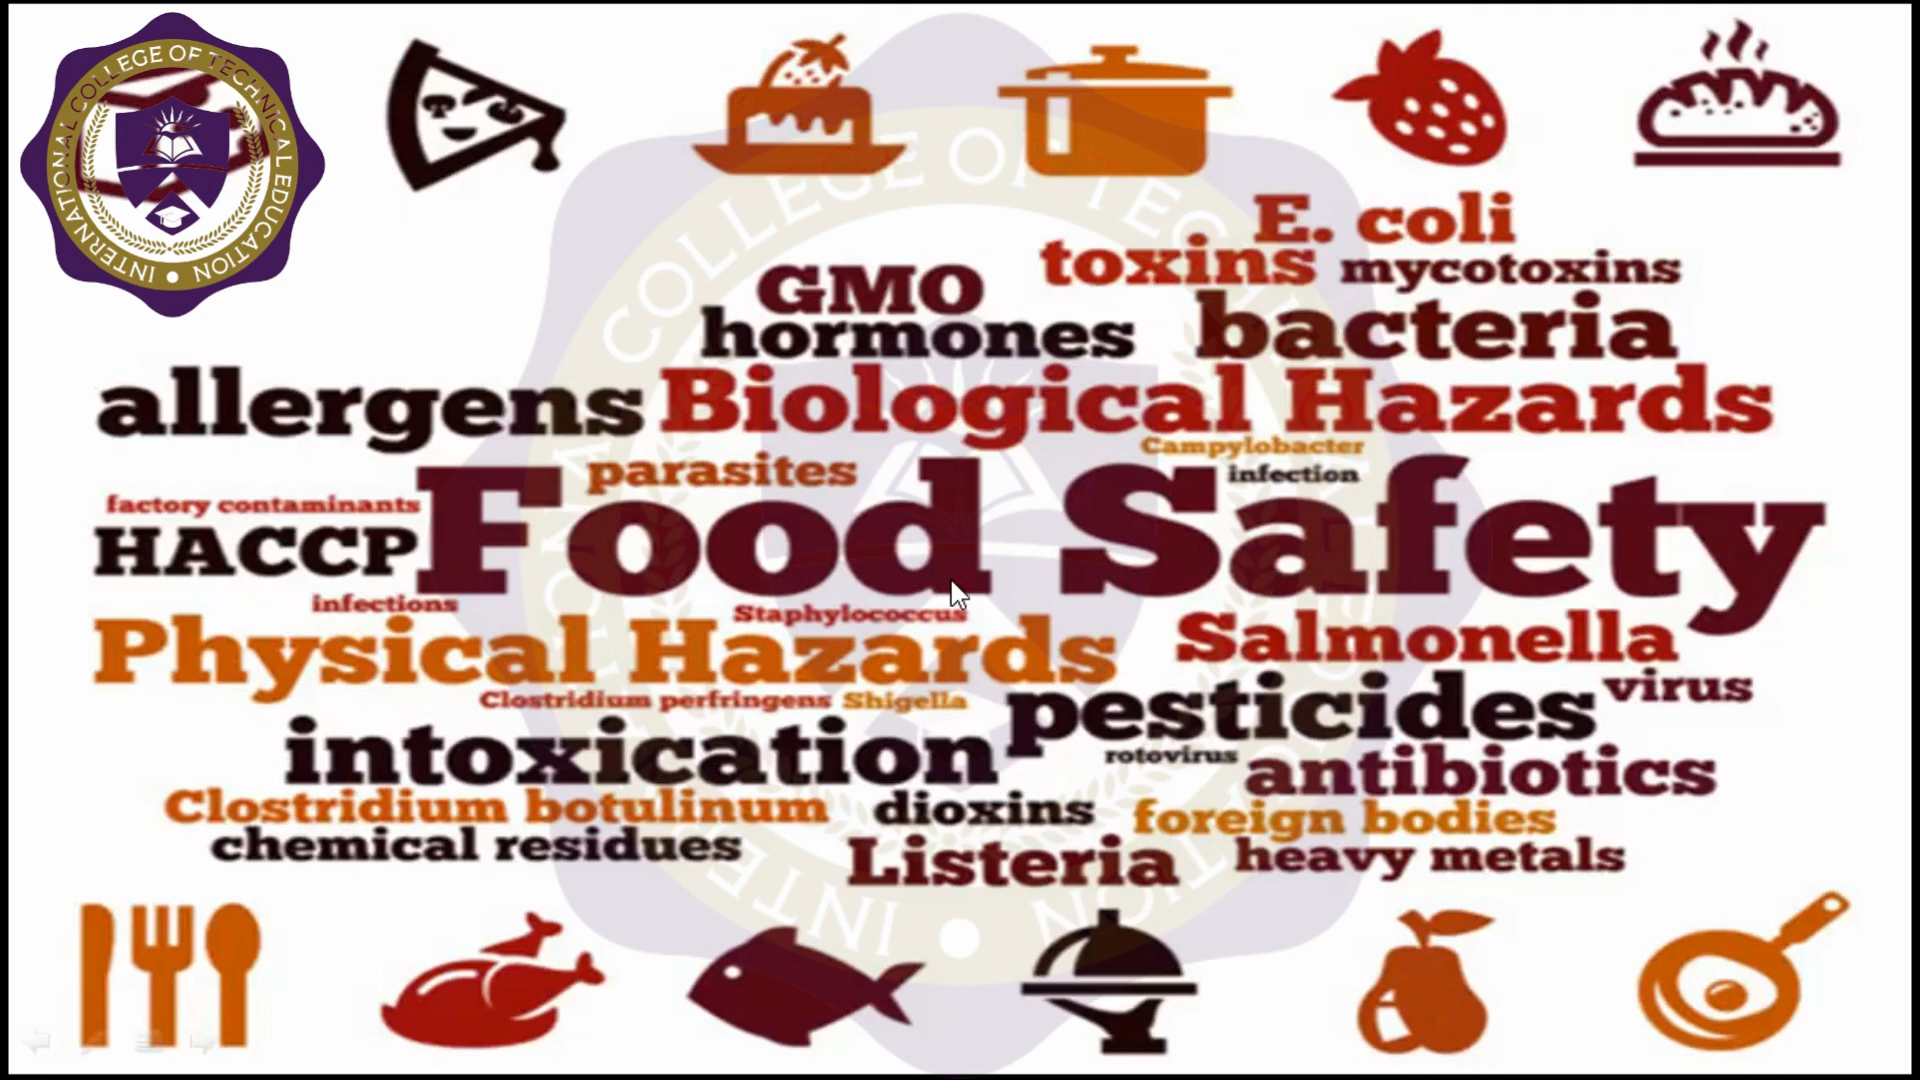 INTERNATIONAL COLLEGE OF TECHNICAL EDUCATION
E. coli
toxins mycotoxins
GMO
hormones bacteria
allergens Biological Hazards
Campylobacter
parasites infection
factory contaminants
HACCP Food Safety
infections Staphylococcus
Physical Hazards Salmonella
Clostridium perfringens Shigella pesticides virus
intoxication rotovirus antibiotics
Clostridium botulinum dioxins foreign bodies
chemical residues Listeria heavy metals